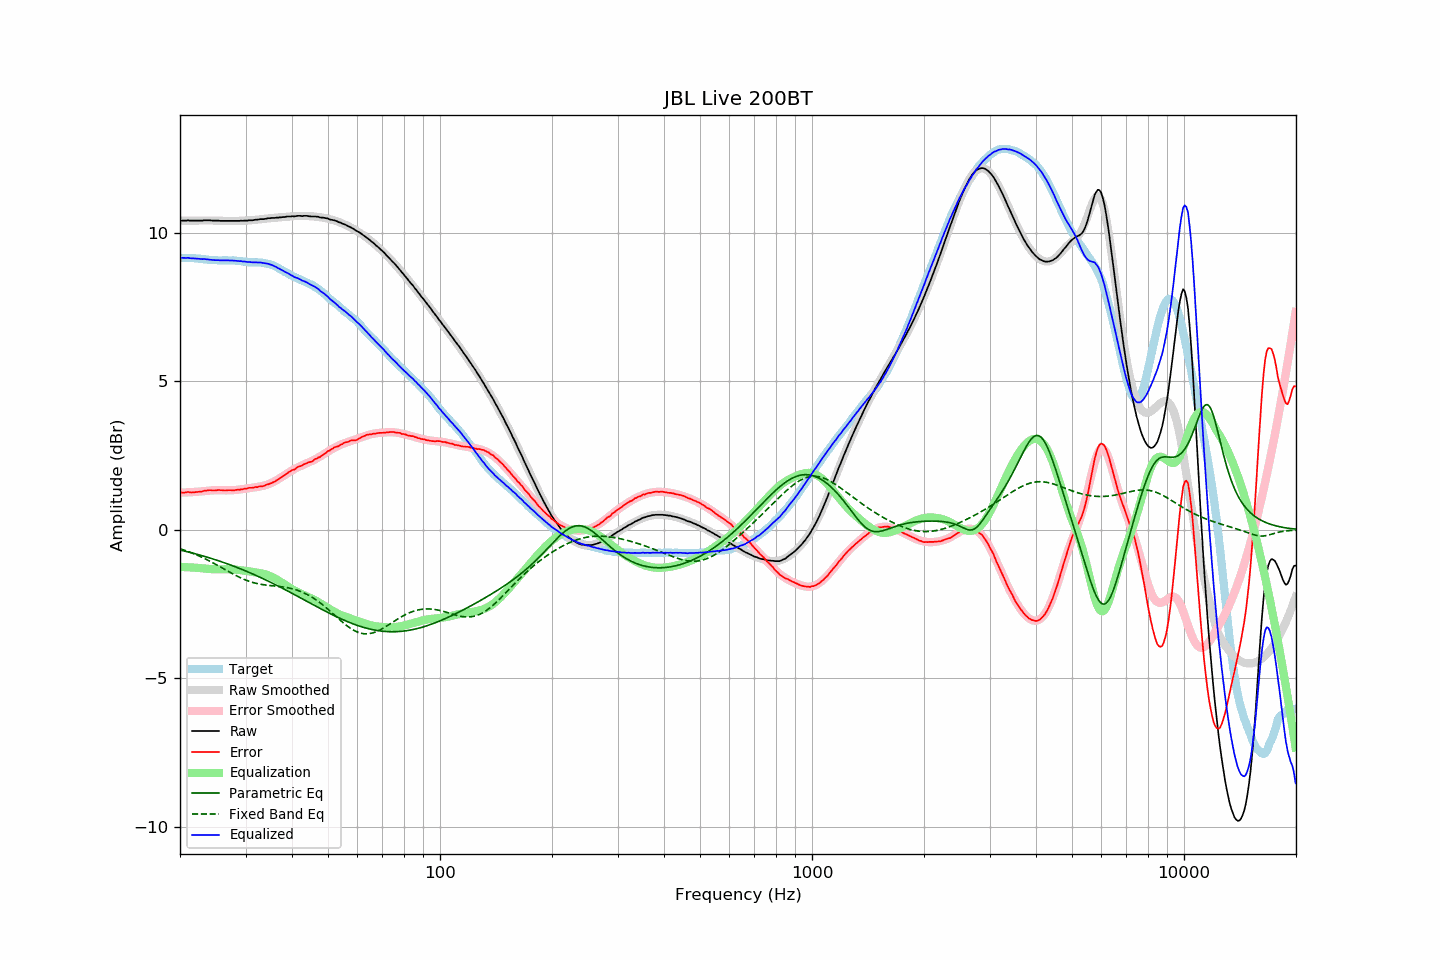 JBL Live 200BT
Amplitude (dBr)
10
5
0
−5
−10
Target
Raw Smoothed
Error Smoothed
Raw
Error
Equalization
Parametric Eq
Fixed Band Eq
Equalized
100
1000
10000
Frequency (Hz)